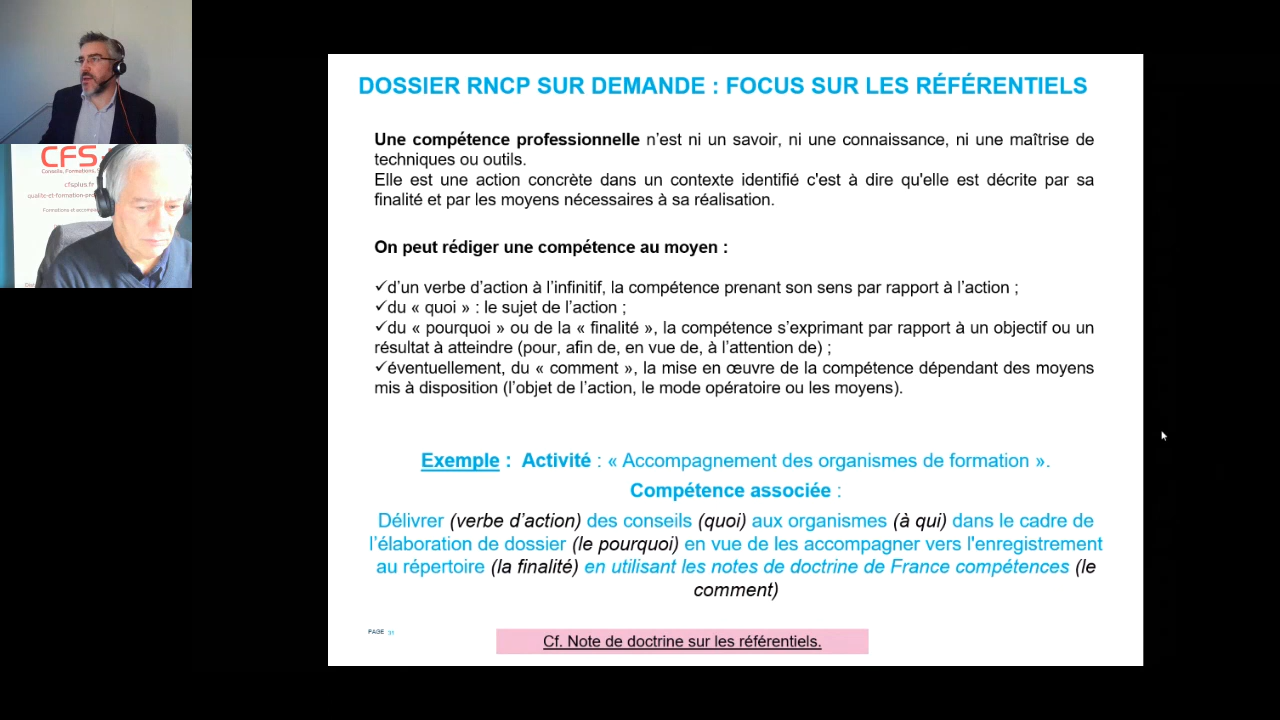 CFS
Conseils, Formations,
cfsplus.fr
qualite-et-formation-pro
Formations et accompa
DOSSIER RNCP SUR DEMANDE : FOCUS SUR LES RÉFÉRENTIELS
Une compétence professionnelle n’est ni un savoir, ni une connaissance, ni une maîtrise de
techniques ou outils.
Elle est une action concrète dans un contexte identifié c'est à dire qu'elle est décrite par sa
finalité et par les moyens nécessaires à sa réalisation.
On peut rédiger une compétence au moyen :
✓d’un verbe d’action à l’infinitif, la compétence prenant son sens par rapport à l’action ;
✓du « quoi » : le sujet de l’action ;
✓du « pourquoi » ou de la « finalité », la compétence s’exprimant par rapport à un objectif ou un
résultat à atteindre (pour, afin de, en vue de, à l’attention de) ;
✓éventuellement, du « comment », la mise en œuvre de la compétence dépendant des moyens
mis à disposition (l’objet de l’action, le mode opératoire ou les moyens).
Exemple : Activité : « Accompagnement des organismes de formation ».
Compétence associée :
Délivrer (verbe d’action) des conseils (quoi) aux organismes (à qui) dans le cadre de
l’élaboration de dossier (le pourquoi) en vue de les accompagner vers l'enregistrement
au répertoire (la finalité) en utilisant les notes de doctrine de France compétences (le
comment)
PAGE 31
Cf. Note de doctrine sur les référentiels.